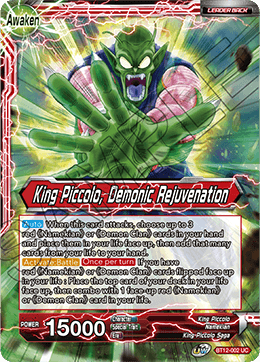 Awaken
LEADER BACK
King Piccolo, Demonic Rejuvenation
Auto When this card attacks, choose up to 3
red ⟨Namekian⟩ or ⟨Demon Clan⟩ cards in your hand
and place them in your life face up, then add that many
cards from your life to your hand.
Activate Battle Once per turn If you have
red ⟨Namekian⟩ or ⟨Demon Clan⟩ cards flipped face up
in your life : Place the top card of your deck in your life
face up, then combo with 1 face-up red ⟨Namekian⟩
or ⟨Demon Clan⟩ card in your life.
POWER 15000
Character King Piccolo
Special Trait Namekian
Era King Piccolo Saga
BT12-002 UC